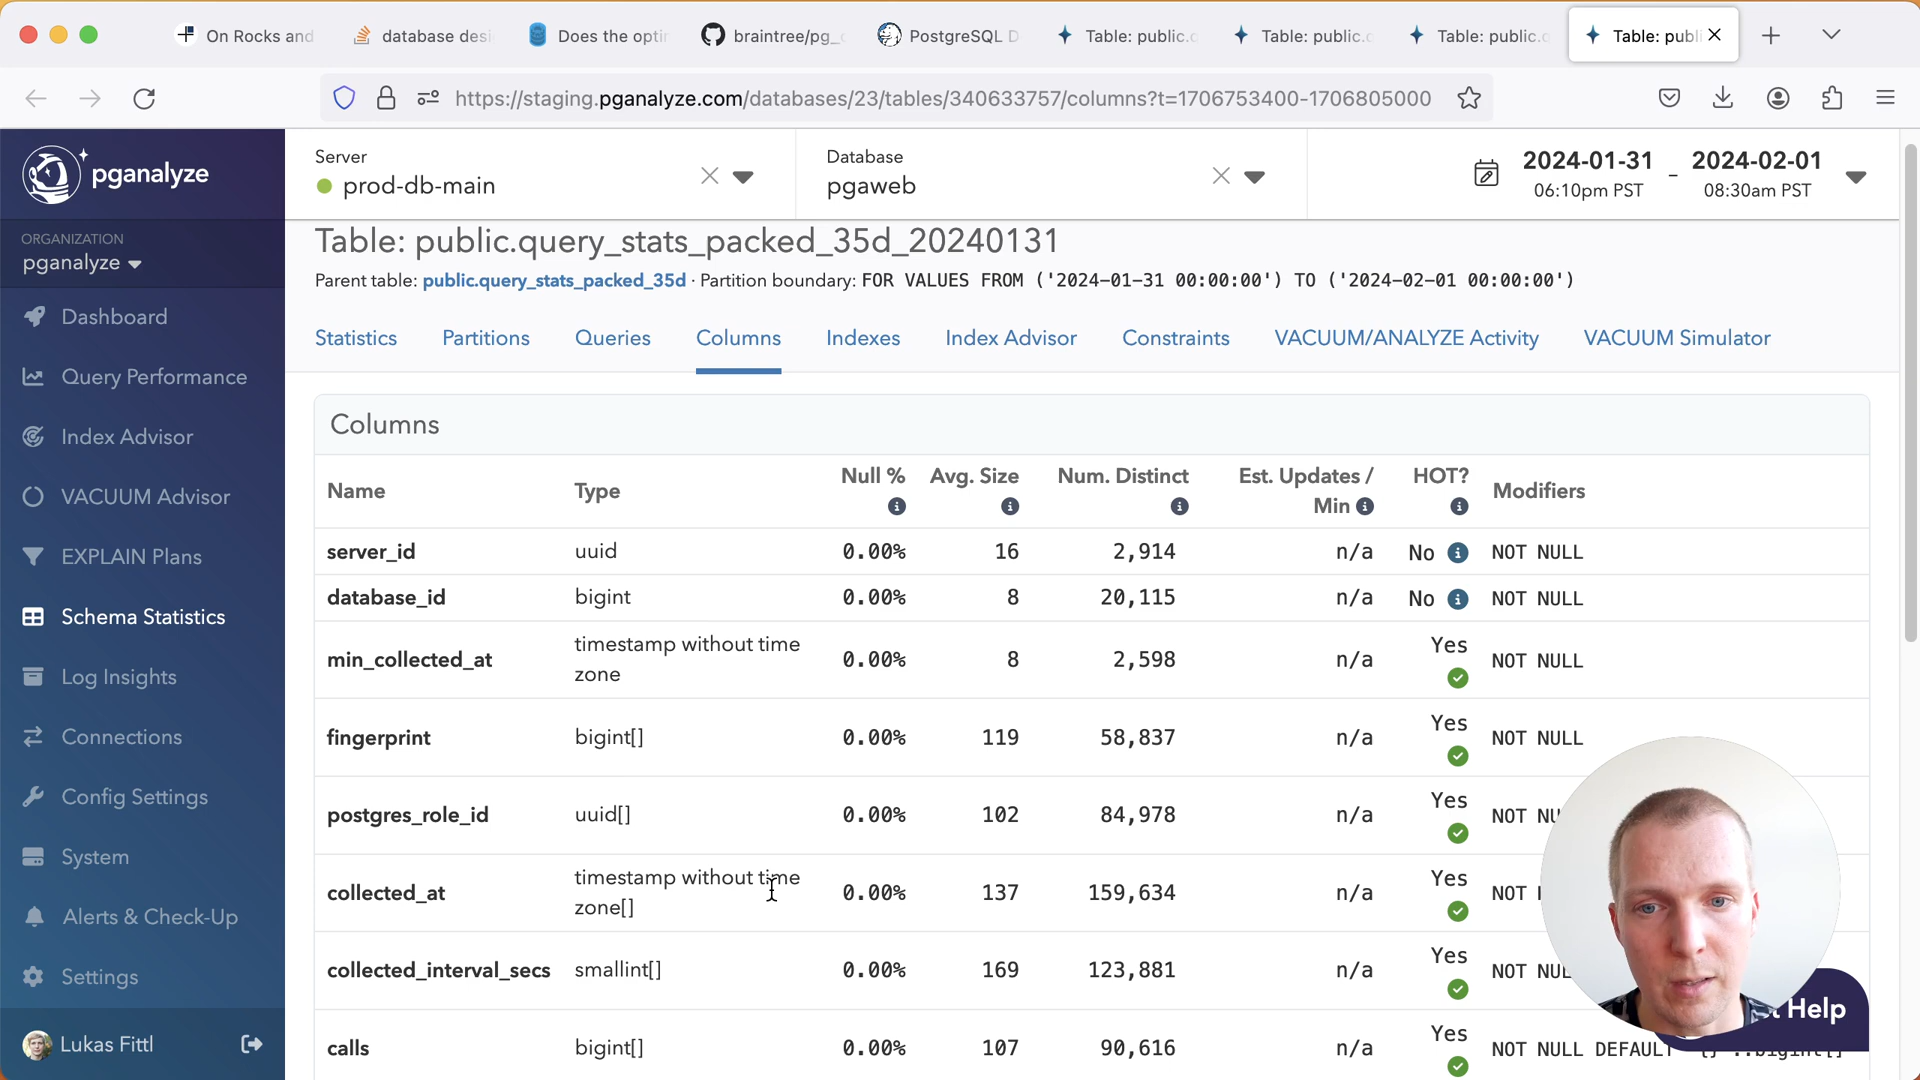 On Rocks and
database desi
Does the opti
braintree/pg_
PostgreSQL D
Table: public.q
Table: public.q
Table: public.q
Table: publi
https://staging.pganalyze.com/databases/23/tables/340633757/columns?t=1706753400-1706805000
pganalyze
Server
prod-db-main
Database
pgaweb
2024-01-31
06:10pm PST
-
2024-02-01
08:30am PST
ORGANIZATION
pganalyze
Dashboard
Query Performance
Index Advisor
VACUUM Advisor
EXPLAIN Plans
Schema Statistics
Log Insights
Connections
Config Settings
System
Alerts & Check-Up
Settings
Lukas Fittl
Table: public.query_stats_packed_35d_20240131
Parent table: public.query_stats_packed_35d · Partition boundary: FOR VALUES FROM ('2024-01-31 00:00:00') TO ('2024-02-01 00:00:00')
Statistics Partitions Queries Columns Indexes Index Advisor Constraints VACUUM/ANALYZE Activity VACUUM Simulator
Columns
Name Type Null % Avg. Size Num. Distinct Est. Updates / Min HOT? Modifiers
server_id uuid 0.00% 16 2,914 n/a No NOT NULL
database_id bigint 0.00% 8 20,115 n/a No NOT NULL
min_collected_at timestamp without time zone 0.00% 8 2,598 n/a Yes NOT NULL
fingerprint bigint[] 0.00% 119 58,837 n/a Yes NOT NULL
postgres_role_id uuid[] 0.00% 102 84,978 n/a Yes NOT NU
collected_at timestamp without time zone[] 0.00% 137 159,634 n/a Yes NOT
collected_interval_secs smallint[] 0.00% 169 123,881 n/a Yes NOT NUL
calls bigint[] 0.00% 107 90,616 n/a Yes NOT NULL DEFAULT '{}'::bigint[]
Help